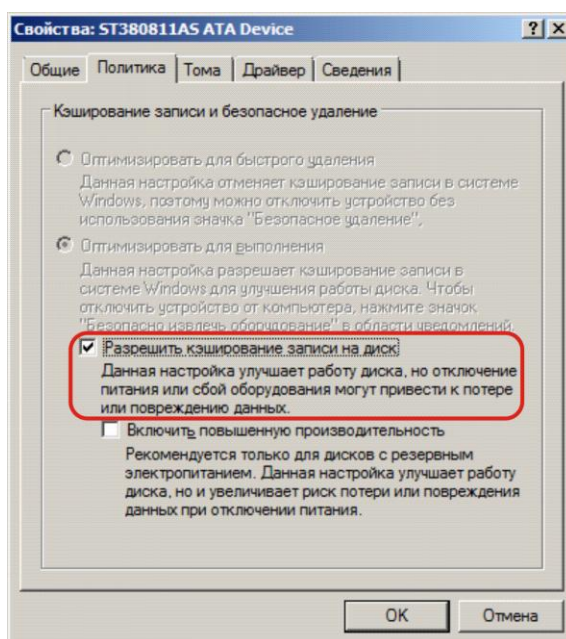 Свойства: ST380811AS ATA Device
Общие Политика Тома Драйвер Сведения
Кэширование записи и безопасное удаление
Оптимизировать для быстрого удаления
Данная настройка отменяет кэширование записи в системе
Windows, поэтому можно отключить устройство без
использования значка "Безопасное удаление",
Оптимизировать для выполнения
Данная настройка разрешает кэширование записи в
системе Windows для улучшения работы диска. Чтобы
отключить устройство от компьютера, нажмите значок
"Безопасно извлечь оборудование" в области уведомлений.
Разрешить кэширование записи на диск
Данная настройка улучшает работу диска, но отключение
питания или сбой оборудования могут привести к потере
или повреждению данных.
Включить повышенную производительность
Рекомендуется только для дисков с резервным
электропитанием. Данная настройка улучшает работу
диска, но и увеличивает риск потери или повреждения
данных при отключении питания.
OK Отмена